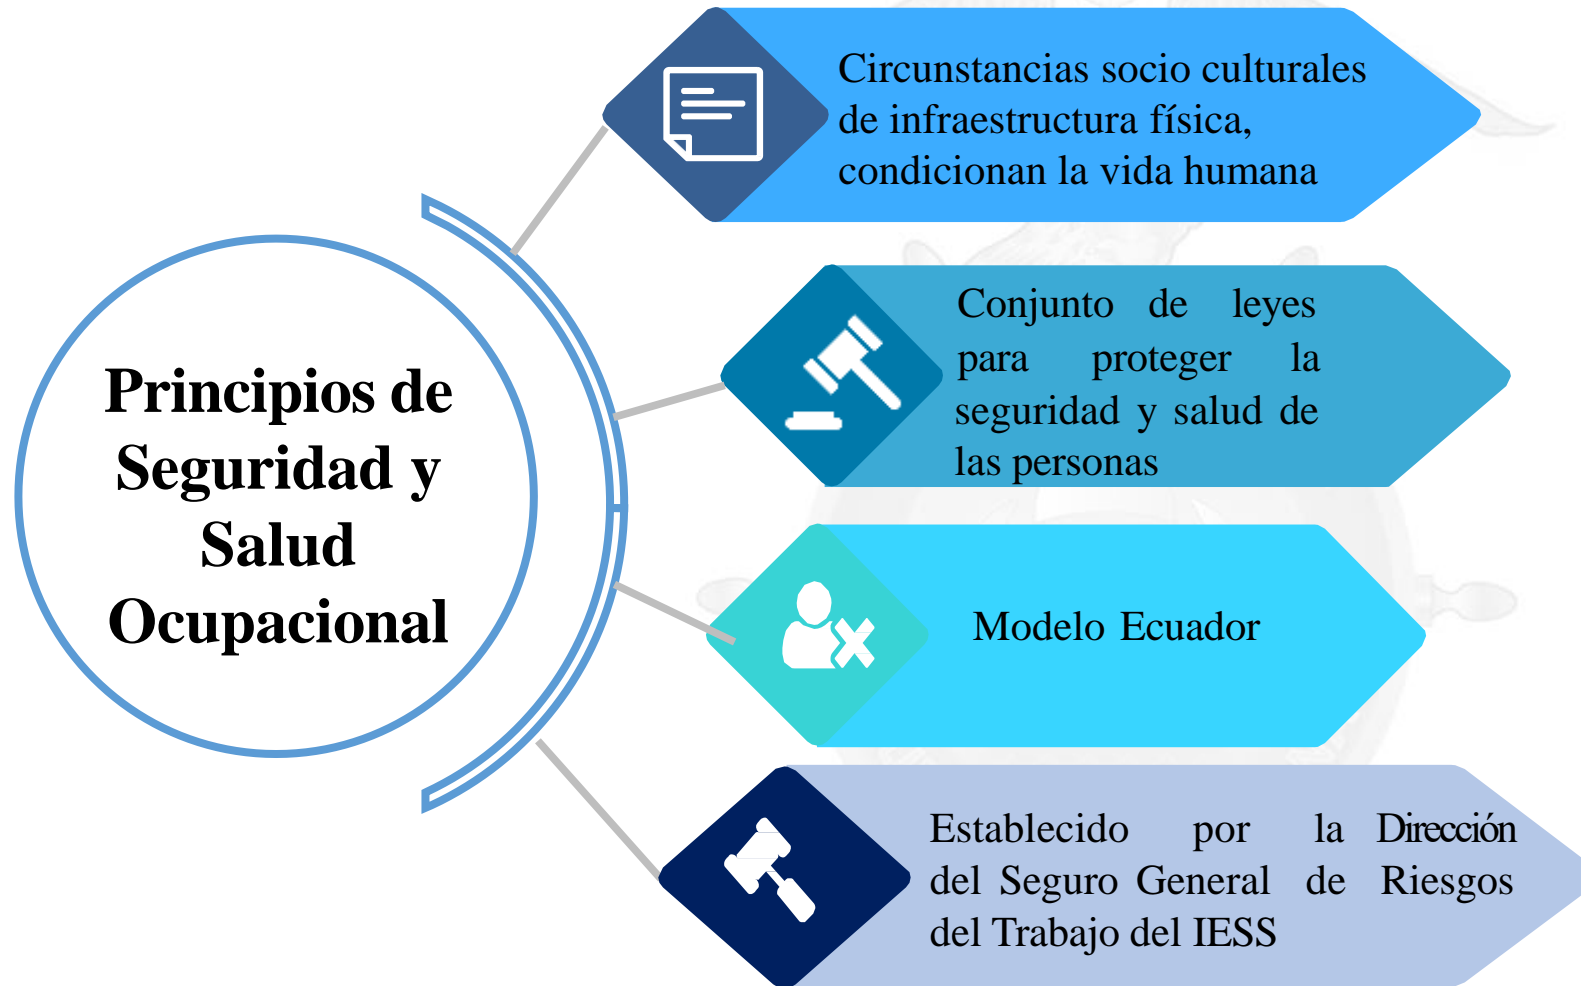 Principios de
Seguridad y
Salud
Ocupacional
Circunstancias socio culturales
de infraestructura física,
condicionan la vida humana
Conjunto de leyes
para proteger la
seguridad y salud de
las personas
Modelo Ecuador
Establecido por la Dirección
del Seguro General de Riesgos
del Trabajo del IESS